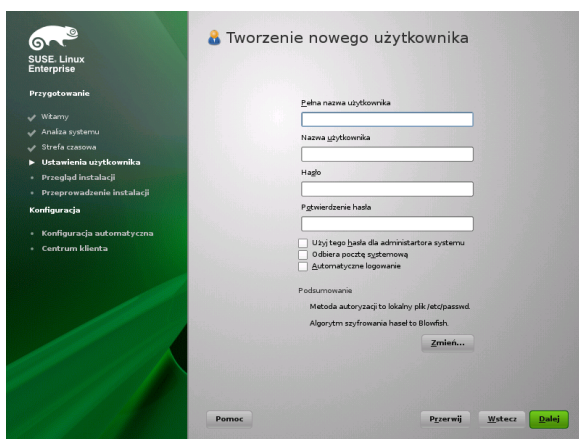 SUSE Linux
Enterprise
Przygotowanie
Witamy
Analiza systemu
Strefa czasowa
Ustawienia użytkownika
Przegląd instalacji
Przeprowadzenie instalacji
Konfiguracja
Konfiguracja automatyczna
Centrum klienta
Tworzenie nowego użytkownika
Pełna nazwa użytkownika
Nazwa użytkownika
Hasło
Potwierdzenie hasła
Użyj tego hasła dla administartora systemu
Odbiera pocztę systemową
Automatyczne logowanie
Podsumowanie
Metoda autoryzacji to lokalny plik /etc/passwd.
Algorytm szyfrowania haseł to Blowfish.
Zmień...
Pomoc
Przerwij
Wstecz
Dalej